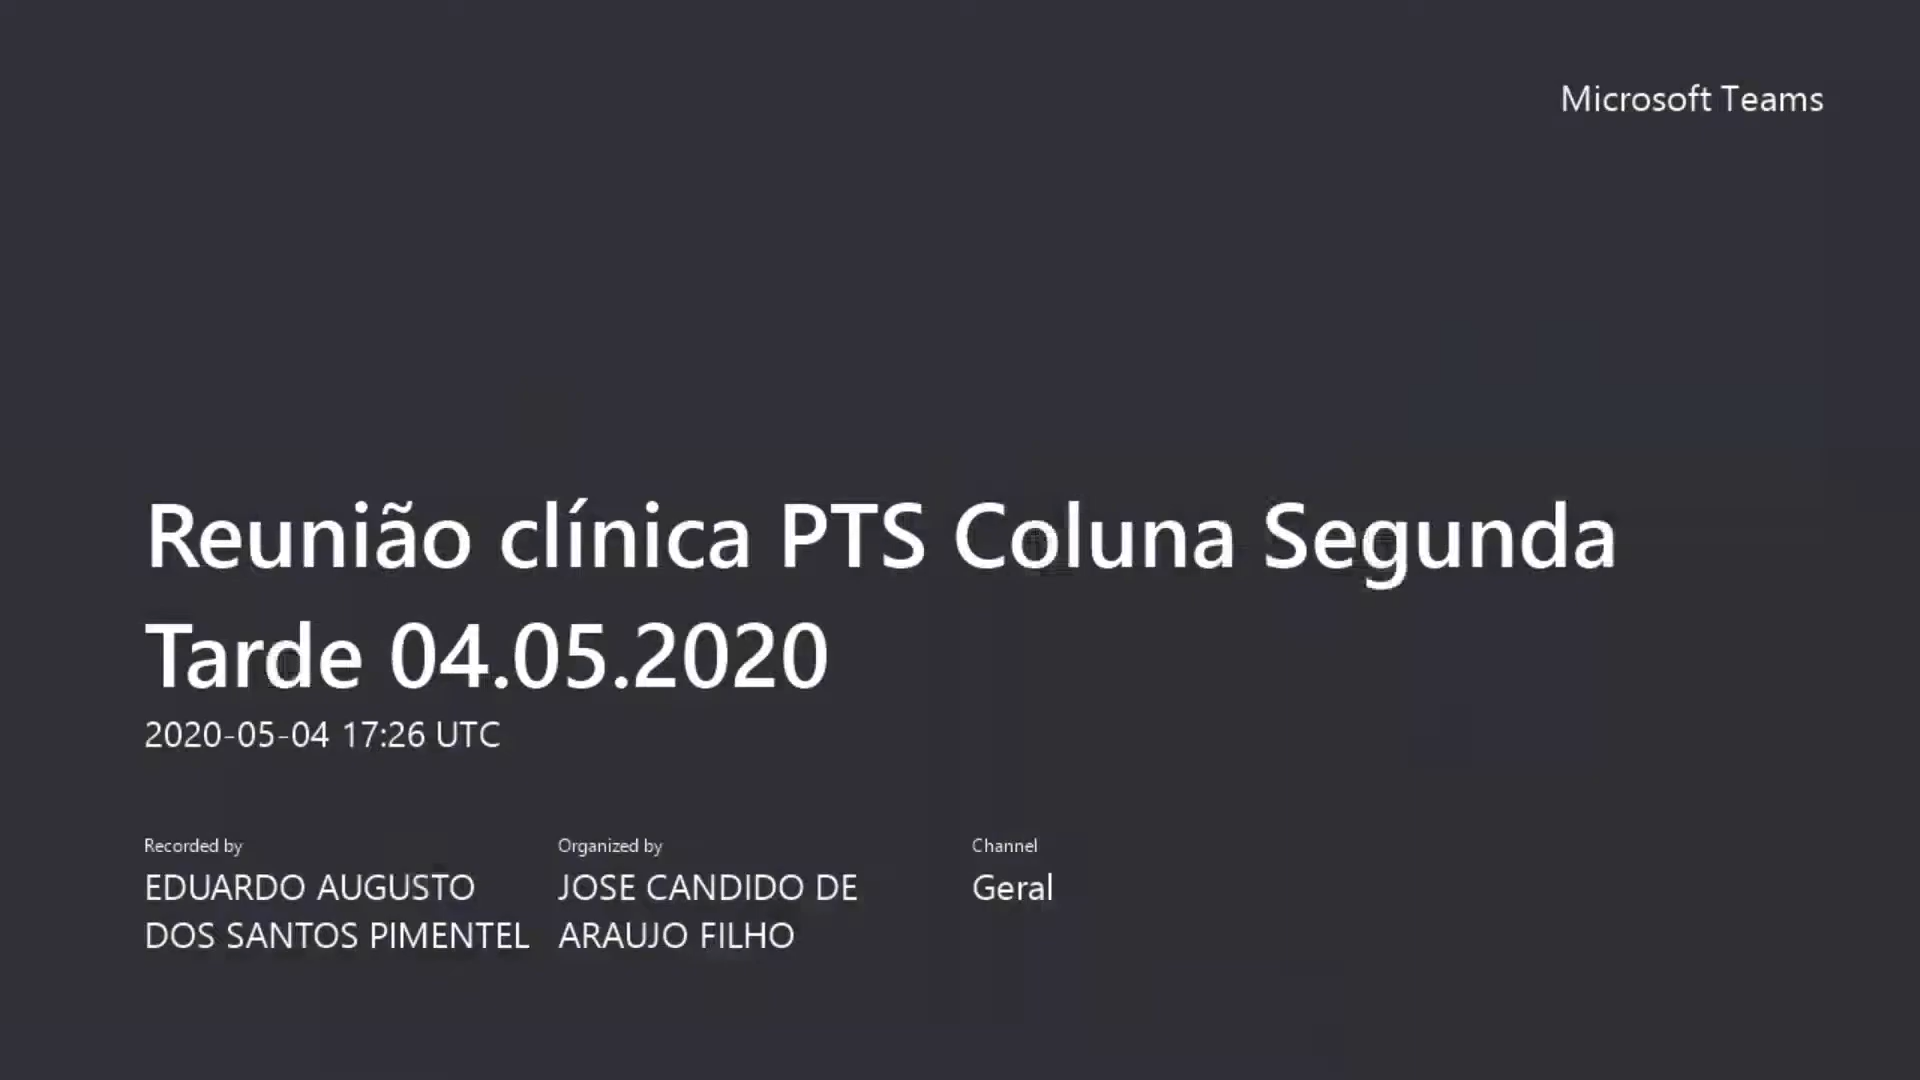 Microsoft Teams
Reunião clínica PTS Coluna Segunda
Tarde 04.05.2020
2020-05-04 17:26 UTC
Recorded by
EDUARDO AUGUSTO
DOS SANTOS PIMENTEL
Organized by
JOSE CANDIDO DE
ARAUJO FILHO
Channel
Geral